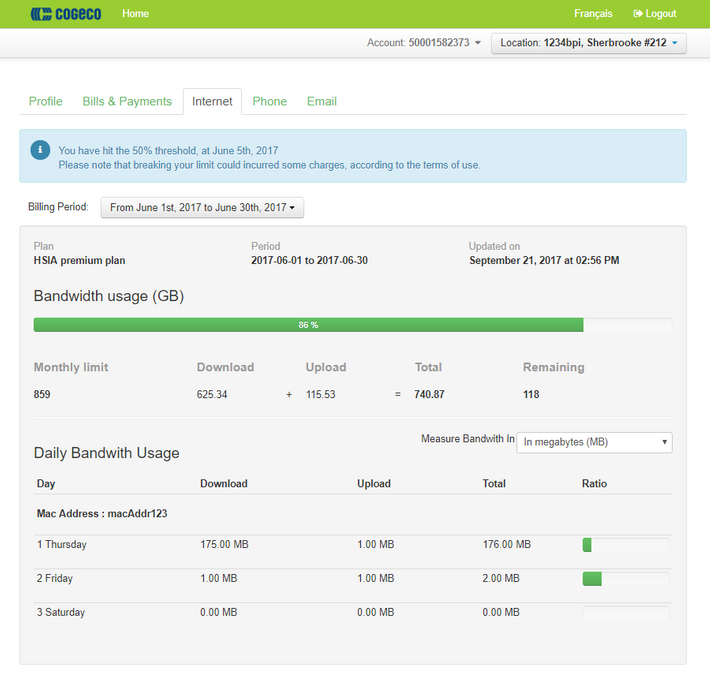 COGECO Home Français Logout
Account: 50001582373 Location: 1234bpi, Sherbrooke #212
Profile Bills & Payments Internet Phone Email
You have hit the 50% threshold, at June 5th, 2017
Please note that breaking your limit could incurred some charges, according to the terms of use.
Billing Period: From June 1st, 2017 to June 30th, 2017
Plan Period Updated on
HSIA premium plan 2017-06-01 to 2017-06-30 September 21, 2017 at 02:56 PM
Bandwidth usage (GB)
86 %
Monthly limit Download Upload Total Remaining
859 625.34 + 115.53 = 740.87 118
Measure Bandwith In In megabytes (MB)
Daily Bandwith Usage
Day Download Upload Total Ratio
Mac Address : macAddr123
1 Thursday 175.00 MB 1.00 MB 176.00 MB
2 Friday 1.00 MB 1.00 MB 2.00 MB
3 Saturday 0.00 MB 0.00 MB 0.00 MB